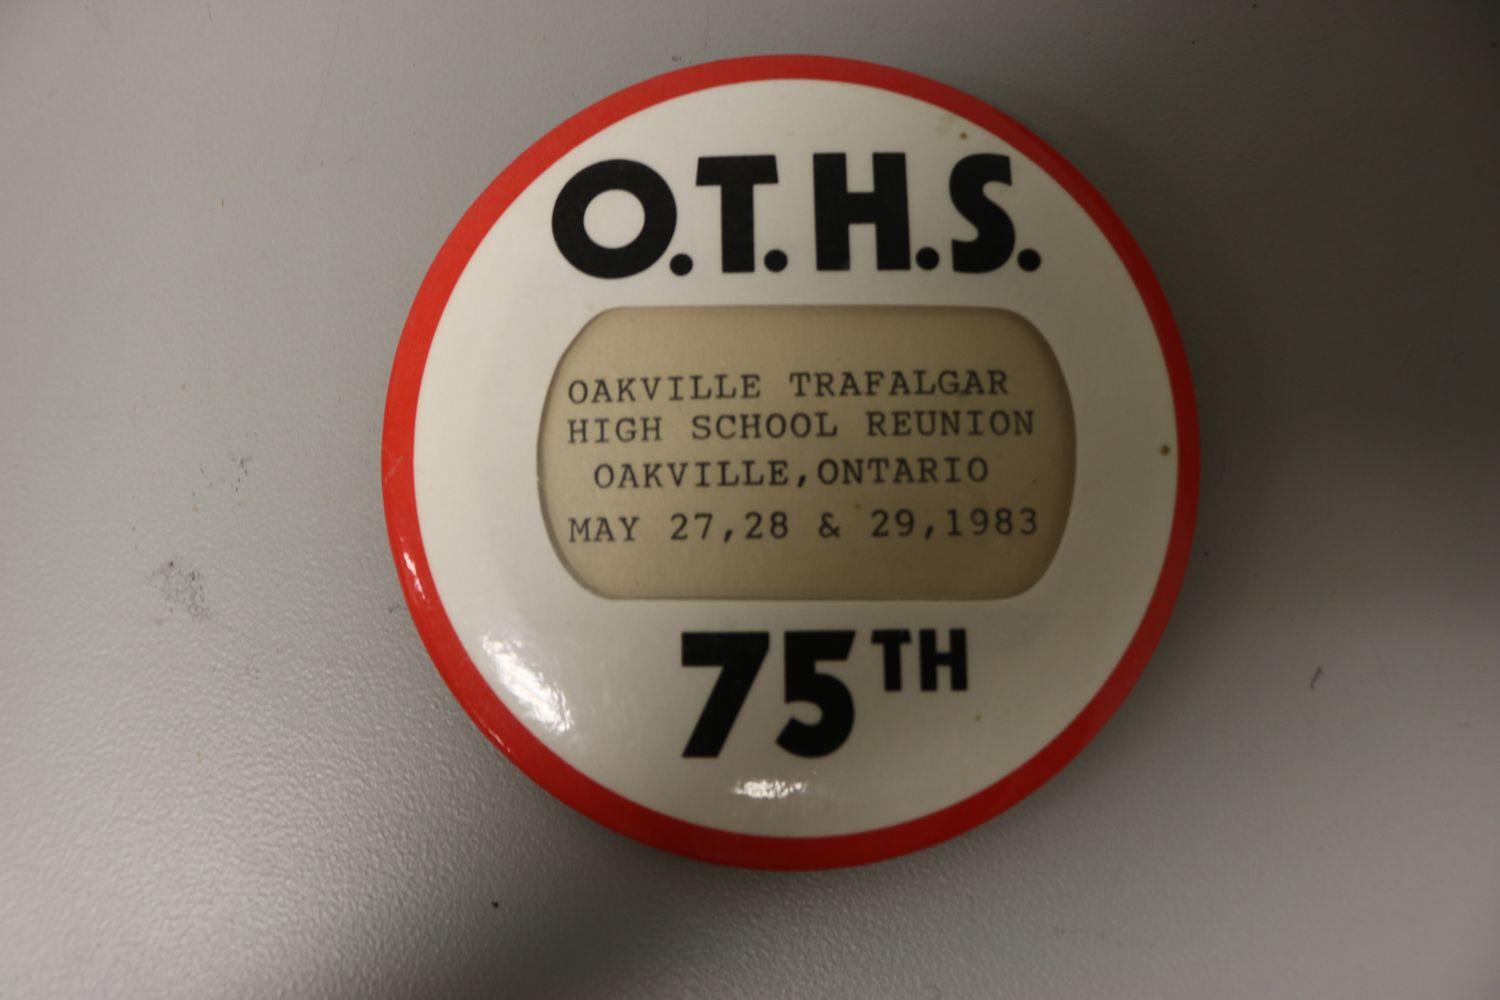 O.T.H.S.
OAKVILLE TRAFALGAR
HIGH SCHOOL REUNION
OAKVILLE,ONTARIO
MAY 27,28 & 29,1983
75TH